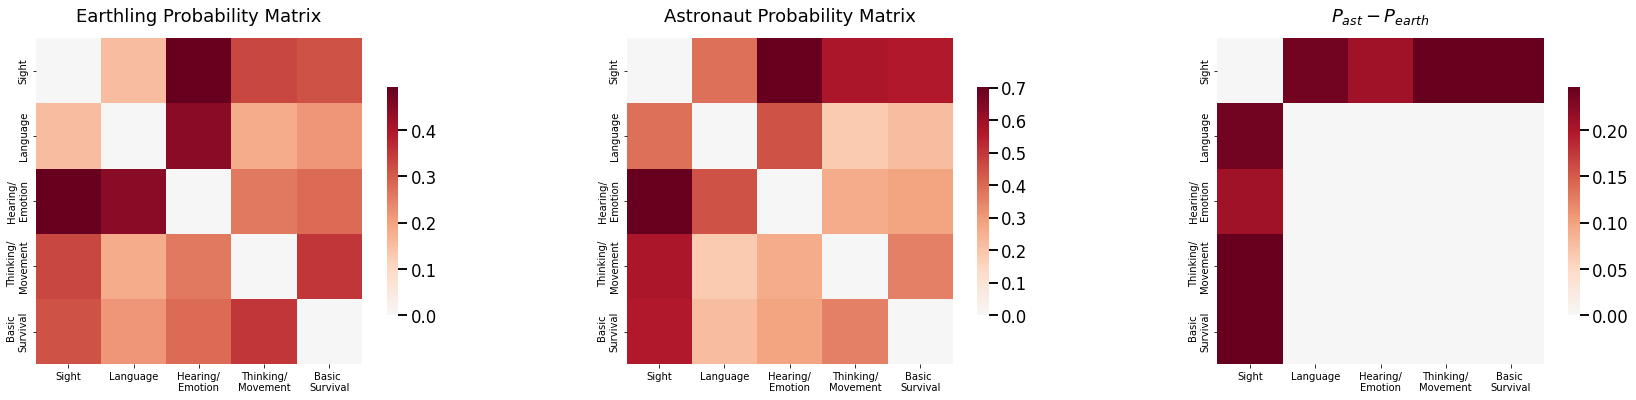 Earthling Probability Matrix
Sight
Language
Hearing/
Emotion
Thinking/
Movement
Basic
Survival
Sight
Language
Hearing/
Emotion
Thinking/
Movement
Basic
Survival
0.4
0.3
0.2
0.1
0.0
Astronaut Probability Matrix
Sight
Language
Hearing/
Emotion
Thinking/
Movement
Basic
Survival
Sight
Language
Hearing/
Emotion
Thinking/
Movement
Basic
Survival
0.7
0.6
0.5
0.4
0.3
0.2
0.1
0.0
P_ast − P_earth
Sight
Language
Hearing/
Emotion
Thinking/
Movement
Basic
Survival
Sight
Language
Hearing/
Emotion
Thinking/
Movement
Basic
Survival
0.20
0.15
0.10
0.05
0.00